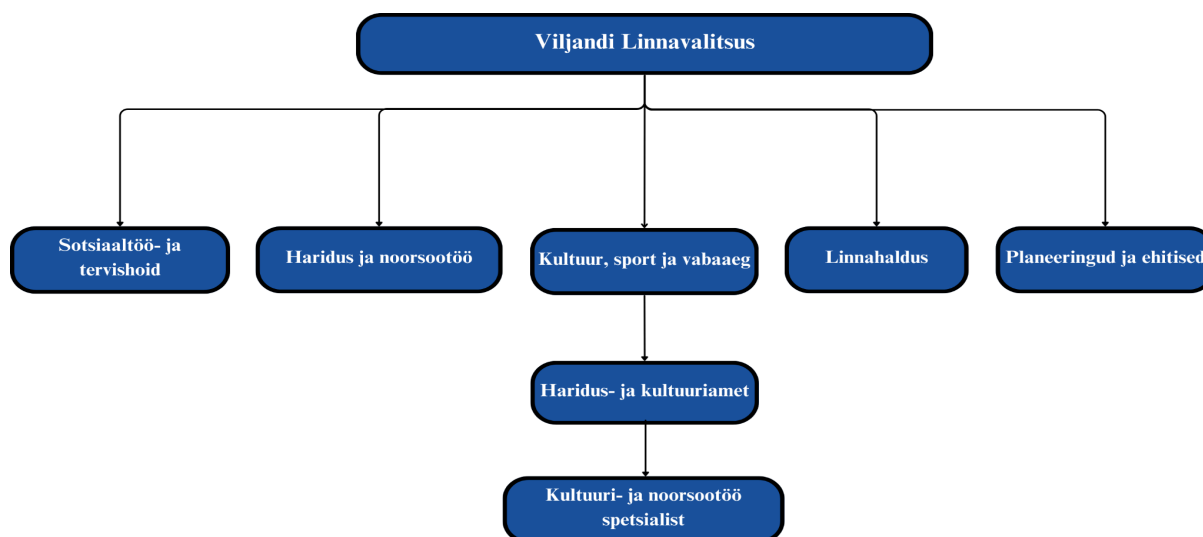 Viljandi Linnavalitsus
Sotsiaaltöö- ja
tervishoid
Haridus ja noorsootöö
Kultuur, sport ja vabaaeg
Linnahaldus
Planeeringud ja ehitised
Haridus- ja kultuuriamet
Kultuuri- ja noorsootöö
spetsialist